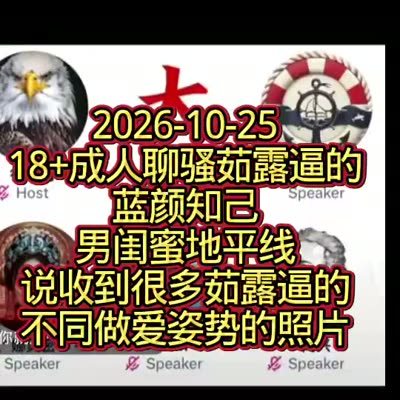 2026-10-25
18+成人聊骚茹露逼的
蓝颜知己
男闺蜜地平线
说收到很多茹露逼的
不同做爱姿势的照片
Host
Speaker
Speaker
Speaker
Speaker